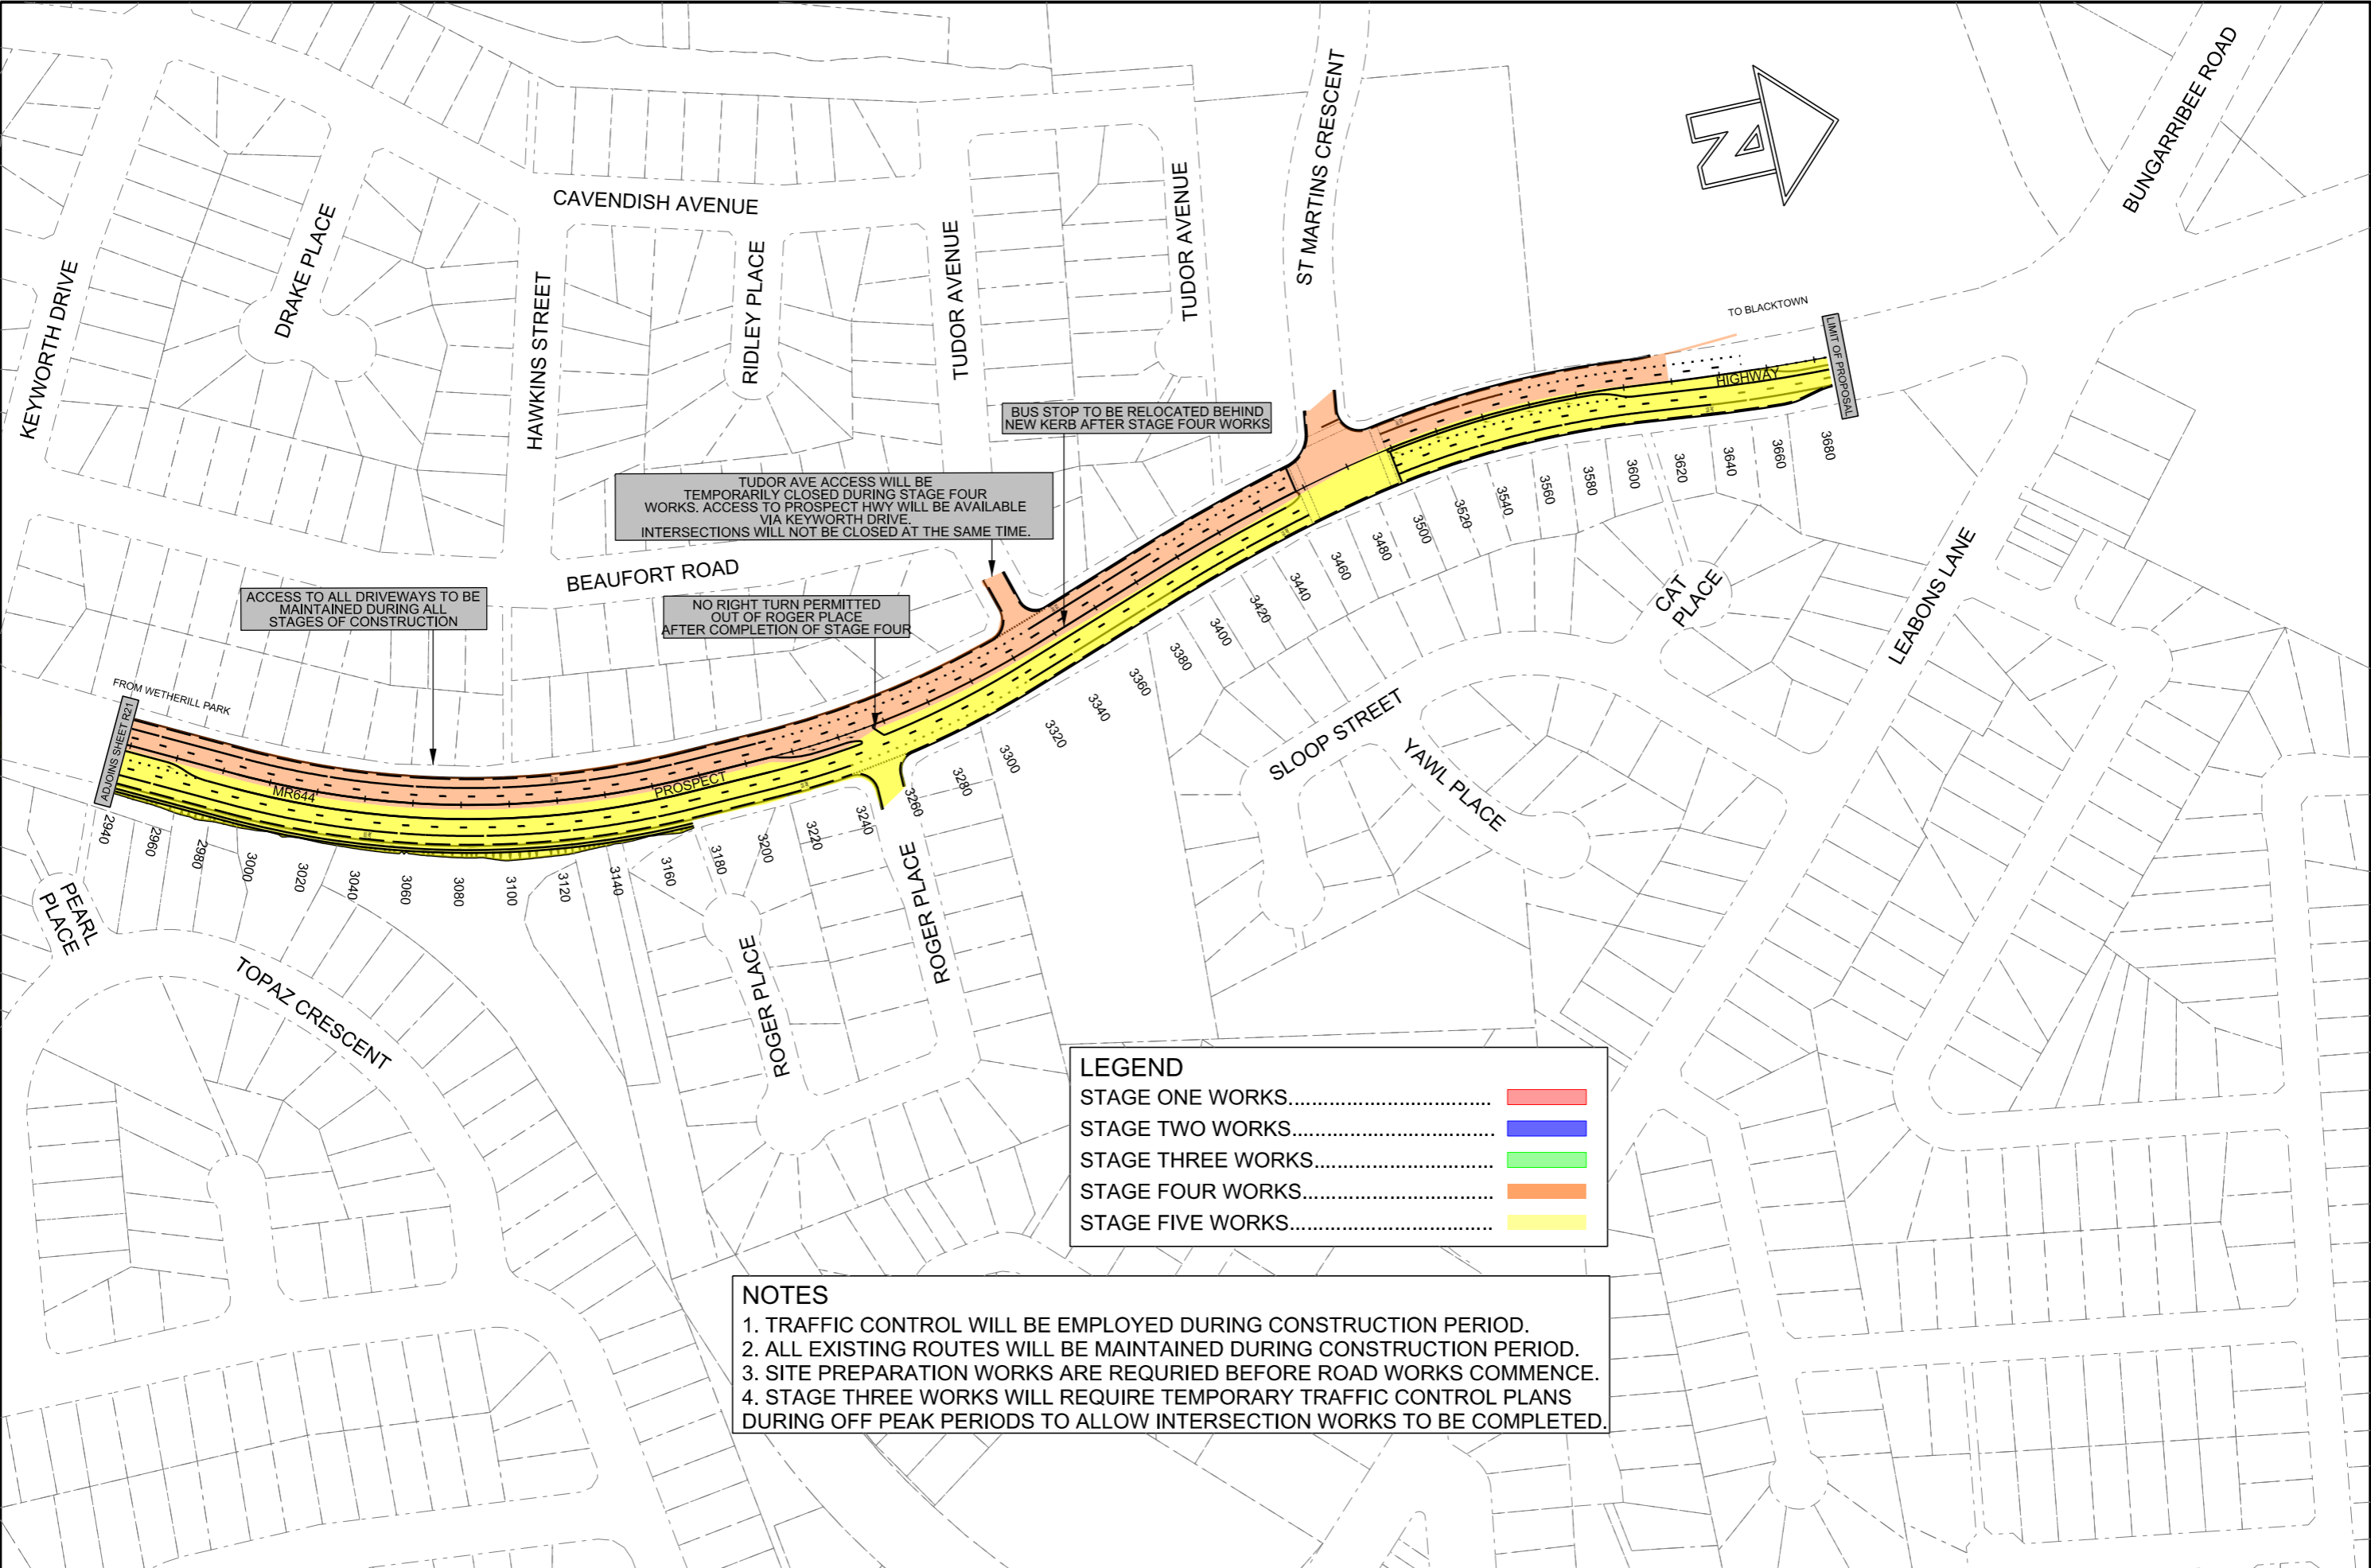 BUNGARRIBEE ROAD
ST MARTINS CRESCENT
N
CAVENDISH AVENUE
TUDOR AVENUE
TUDOR AVENUE
DRAKE PLACE
KEYWORTH DRIVE
HAWKINS STREET
RIDLEY PLACE
TO BLACKTOWN
LIMIT OF PROPOSAL
HIGHWAY
BUS STOP TO BE RELOCATED BEHIND
NEW KERB AFTER STAGE FOUR WORKS
TUDOR AVE ACCESS WILL BE
TEMPORARILY CLOSED DURING STAGE FOUR
WORKS. ACCESS TO PROSPECT HWY WILL BE AVAILABLE
VIA KEYWORTH DRIVE.
INTERSECTIONS WILL NOT BE CLOSED AT THE SAME TIME.
BEAUFORT ROAD
ACCESS TO ALL DRIVEWAYS TO BE
MAINTAINED DURING ALL
STAGES OF CONSTRUCTION
NO RIGHT TURN PERMITTED
OUT OF ROGER PLACE
AFTER COMPLETION OF STAGE FOUR
CAT
PLACE
LEABONS LANE
FROM WETHERILL PARK
ADJOINS SHEET R21
MR644
PROSPECT
SLOOP STREET
YAWL PLACE
2940
2960
2980
3000
3020
3040
3060
3080
3100
3120
3140
3160
3180
3200
3220
3240
3260
3280
3300
3320
3340
3360
3380
3400
3420
3440
3460
3480
3500
3520
3540
3560
3580
3600
3620
3640
3660
3680
PEARL
PLACE
TOPAZ CRESCENT
ROGER PLACE
ROGER PLACE
LEGEND
STAGE ONE WORKS...................................
STAGE TWO WORKS...................................
STAGE THREE WORKS...............................
STAGE FOUR WORKS.................................
STAGE FIVE WORKS...................................
NOTES
1. TRAFFIC CONTROL WILL BE EMPLOYED DURING CONSTRUCTION PERIOD.
2. ALL EXISTING ROUTES WILL BE MAINTAINED DURING CONSTRUCTION PERIOD.
3. SITE PREPARATION WORKS ARE REQURIED BEFORE ROAD WORKS COMMENCE.
4. STAGE THREE WORKS WILL REQUIRE TEMPORARY TRAFFIC CONTROL PLANS
DURING OFF PEAK PERIODS TO ALLOW INTERSECTION WORKS TO BE COMPLETED.